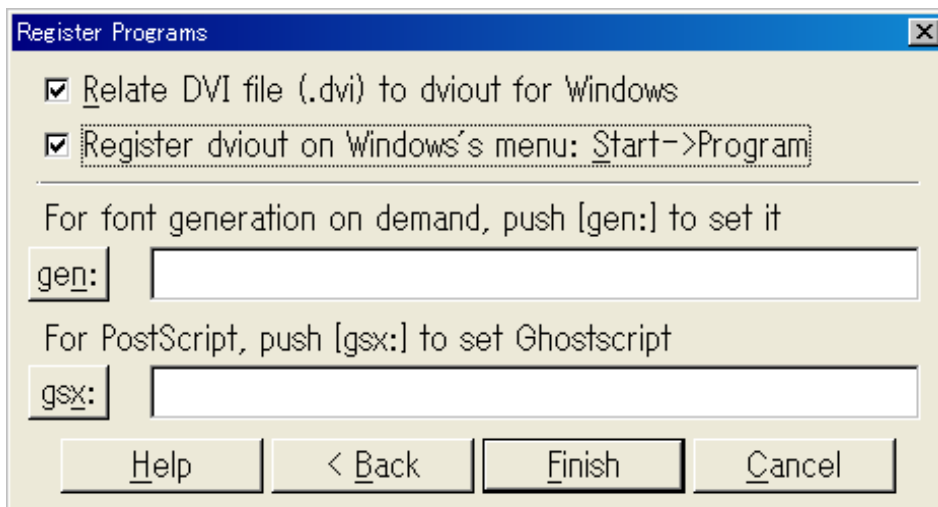 Register Programs
Relate DVI file (.dvi) to dviout for Windows
Register dviout on Windows's menu: Start->Program
For font generation on demand, push [gen:] to set it
gen:
For PostScript, push [gsx:] to set Ghostscript
gsx:
Help < Back Finish Cancel